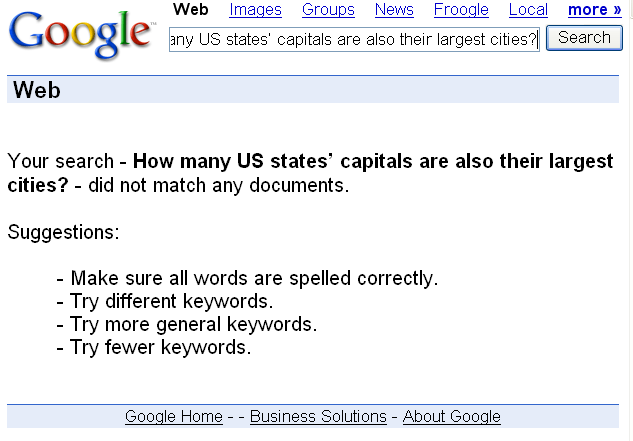 Web Images Groups News Froogle Local more »
Google™
any US states' capitals are also their largest cities? Search
Web
Your search - How many US states’ capitals are also their largest
cities? - did not match any documents.
Suggestions:
- Make sure all words are spelled correctly.
- Try different keywords.
- Try more general keywords.
- Try fewer keywords.
Google Home - - Business Solutions - About Google